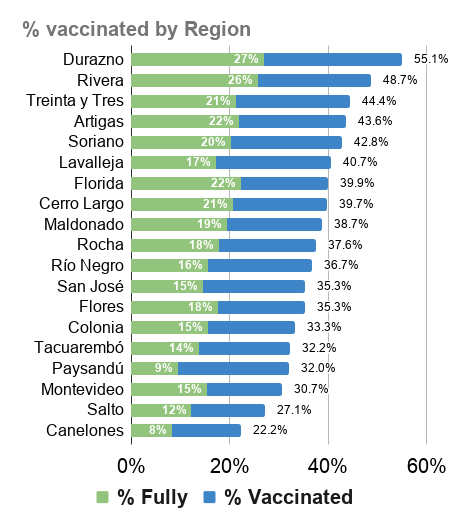 % vaccinated by Region
Durazno 27% 55.1%
Rivera 26% 48.7%
Treinta y Tres 21% 44.4%
Artigas 22% 43.6%
Soriano 20% 42.8%
Lavalleja 17% 40.7%
Florida 22% 39.9%
Cerro Largo 21% 39.7%
Maldonado 19% 38.7%
Rocha 18% 37.6%
Río Negro 16% 36.7%
San José 15% 35.3%
Flores 18% 35.3%
Colonia 15% 33.3%
Tacuarembó 14% 32.2%
Paysandú 9% 32.0%
Montevideo 15% 30.7%
Salto 12% 27.1%
Canelones 8% 22.2%
0% 20% 40% 60%
% Fully % Vaccinated